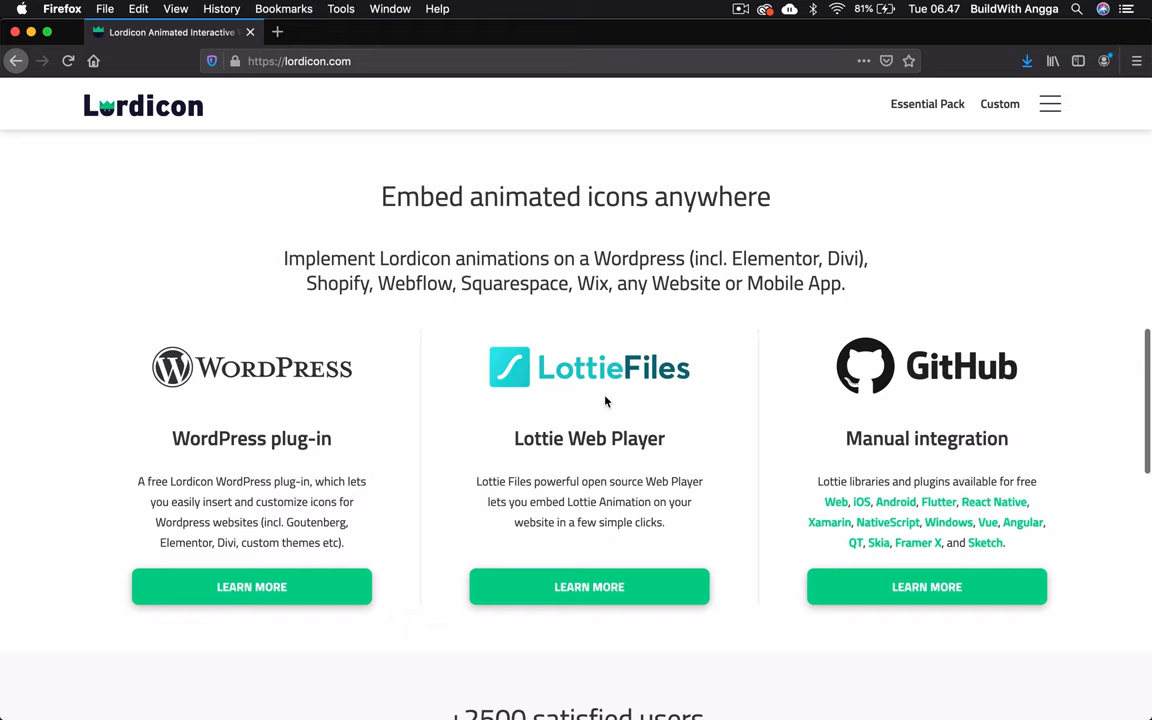 Firefox File Edit View History Bookmarks Tools Window Help 81% Tue 06.47 BuildWith Angga
Lordicon Animated Interactive
https://lordicon.com
Lordicon Essential Pack Custom
Embed animated icons anywhere
Implement Lordicon animations on a Wordpress (incl. Elementor, Divi),
Shopify, Webflow, Squarespace, Wix, any Website or Mobile App.
WORDPRESS
WordPress plug-in
A free Lordicon WordPress plug-in, which lets
you easily insert and customize icons for
Wordpress websites (incl. Goutenberg,
Elementor, Divi, custom themes etc).
LEARN MORE
LottieFiles
Lottie Web Player
Lottie Files powerful open source Web Player
lets you embed Lottie Animation on your
website in a few simple clicks.
LEARN MORE
GitHub
Manual integration
Lottie libraries and plugins available for free
Web, iOS, Android, Flutter, React Native,
Xamarin, NativeScript, Windows, Vue, Angular,
QT, Skia, Framer X, and Sketch.
LEARN MORE
+2500 satisfied users